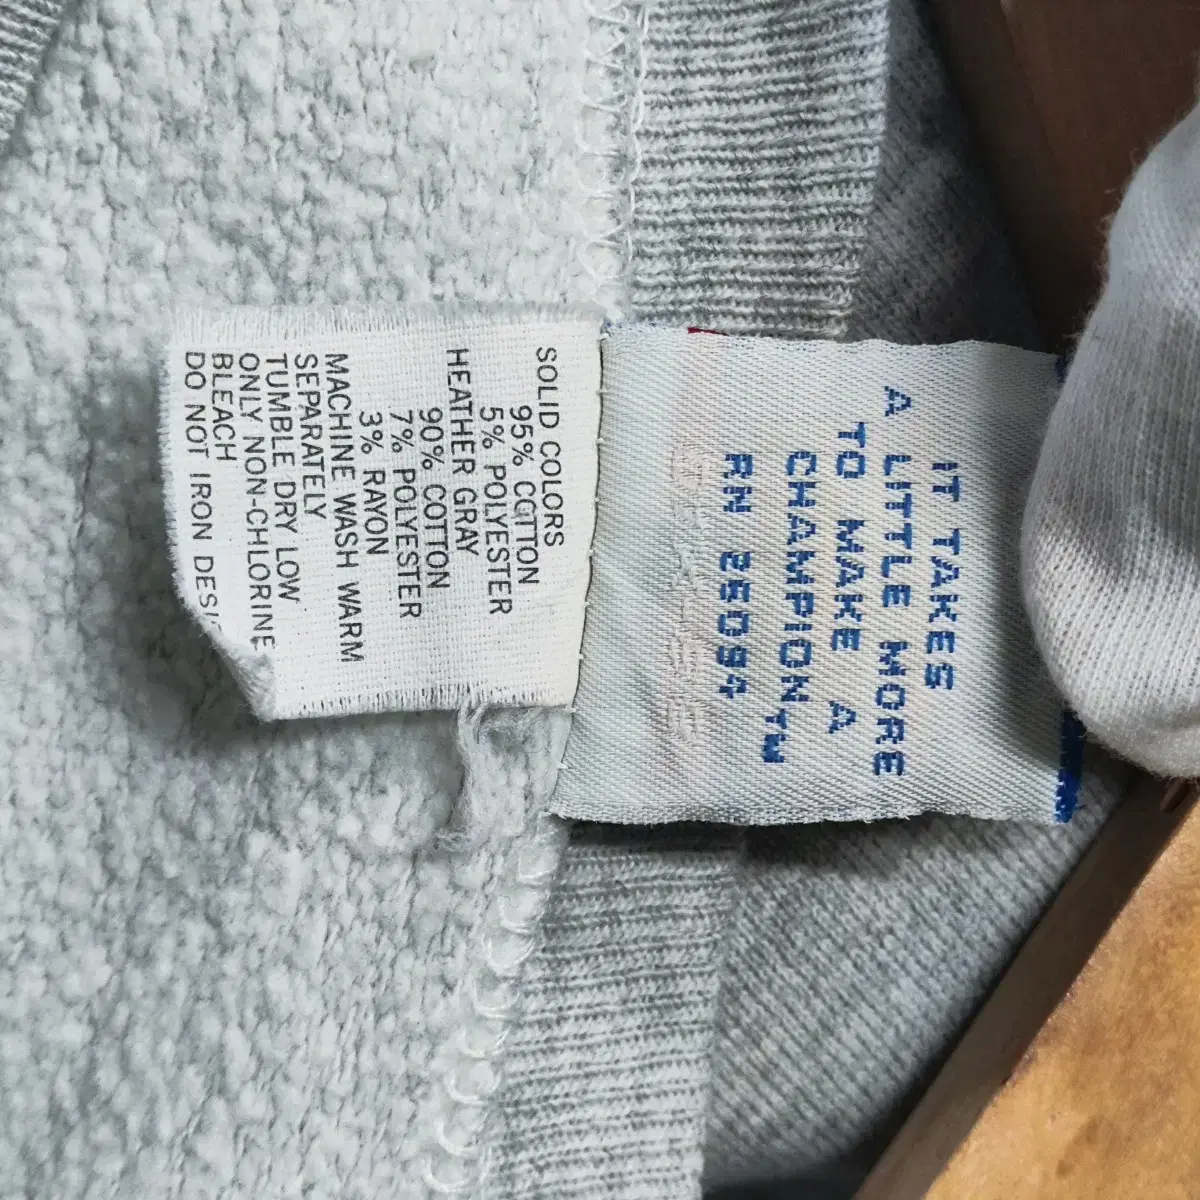 SOLID COLORS
95% COTTON
5% POLYESTER
HEATHER GRAY
90% COTTON
7% POLYESTER
3% RAYON
MACHINE WASH WARM
SEPARATELY
TUMBLE DRY LOW
ONLY NON-CHLORINE
BLEACH
DO NOT IRON
IT TAKES
A LITTLE MORE
TO MAKE A
CHAMPION™
RN 26094